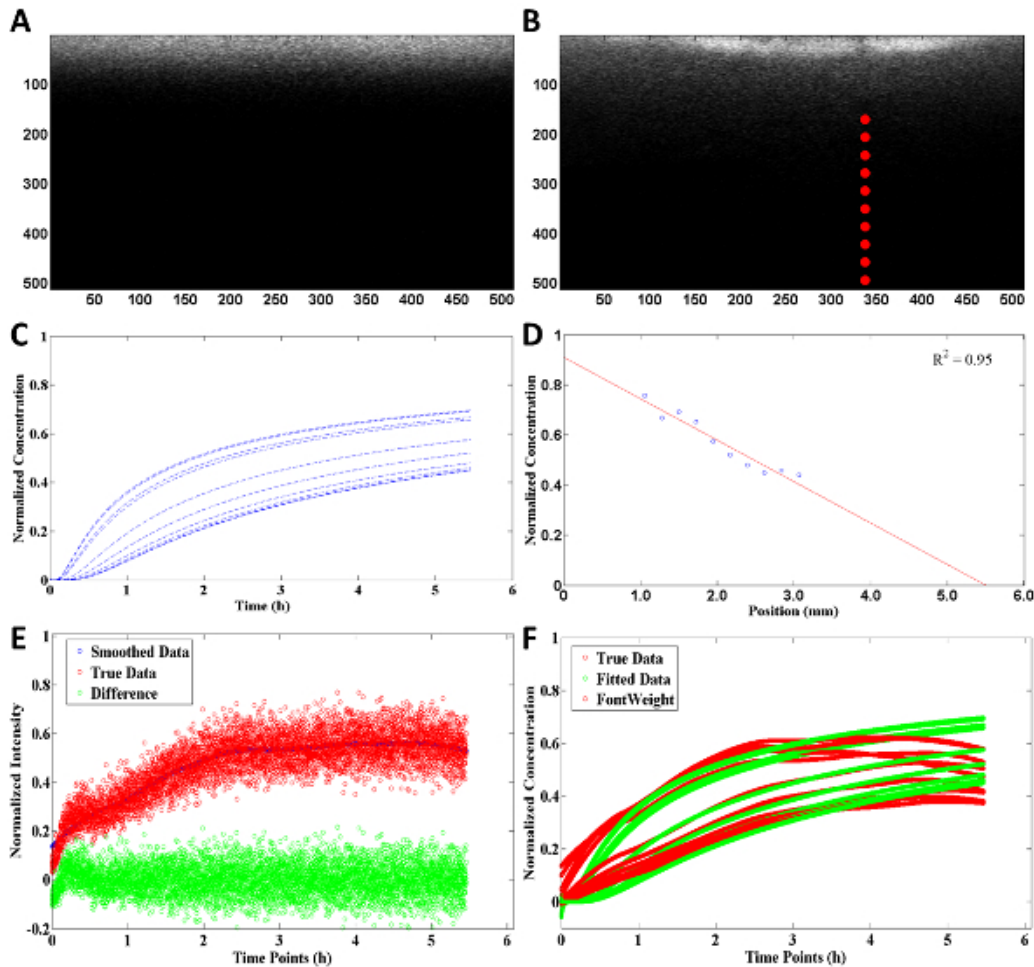 A
100
200
300
400
500
50 100 150 200 250 300 350 400 450 500
B
100
200
300
400
500
50 100 150 200 250 300 350 400 450 500
C
1
0.8
0.6
0.4
0.2
0
0 1 2 3 4 5 6
Normalized Concentration
Time (h)
D
1
0.8
0.6
0.4
0.2
0
0 1.0 2.0 3.0 4.0 5.0 6.0
Normalized Concentration
Position (mm)
R² = 0.95
E
1
0.8
0.6
0.4
0.2
0
-0.2
0 1 2 3 4 5 6
Normalized Intensity
Time Points (h)
Smoothed Data
True Data
Difference
F
1
0.8
0.6
0.4
0.2
0
0 1 2 3 4 5 6
Normalized Concentration
Time Points (h)
True Data
Fitted Data
FontWeight